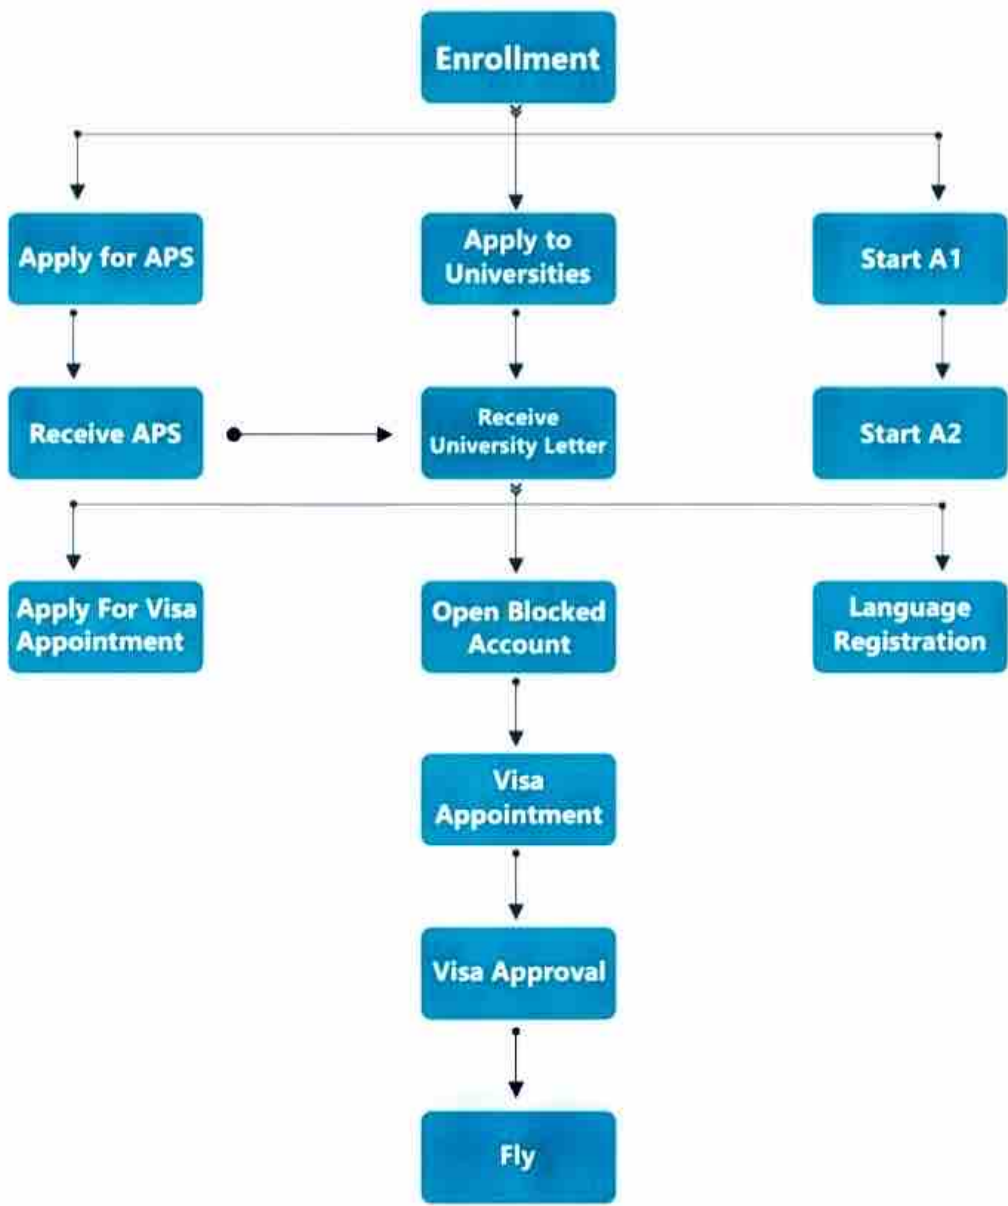 Enrollment
Apply for APS
Apply to
Universities
Start A1
Receive APS
Receive
University Letter
Start A2
Apply For Visa
Appointment
Open Blocked
Account
Language
Registration
Visa
Appointment
Visa Approval
Fly